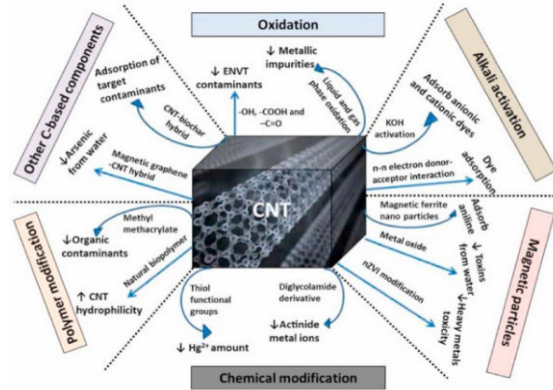 Oxidation
↓ Metallic
impurities
↓ ENVT
contaminants
-OH, -COOH and
–C=O
Liquid and gas
phase oxidation
Alkali activation
KOH
activation
Adsorb anionic
and cationic dyes
n-n electron donor-
acceptor interaction
Dye
adsorption
Other C-based components
Adsorption of
target
contaminants
CNT-biochar
hybrid
↓ Arsenic
from water
Magnetic graphene
-CNT hybrid
CNT
Polymer modification
Methyl
methacrylate
↓ Organic
contaminants
Natural biopolymer
↑ CNT
hydrophilicity
Magnetic particles
Magnetic ferrite
nano particles
Adsorb
aniline
Metal oxide
↓ Toxins
from water
nZVI modification
↓ Heavy metals
toxicity
Thiol
functional
groups
↓ Hg²⁺ amount
Diglycolamide
derivative
↓ Actinide
metal ions
Chemical modification